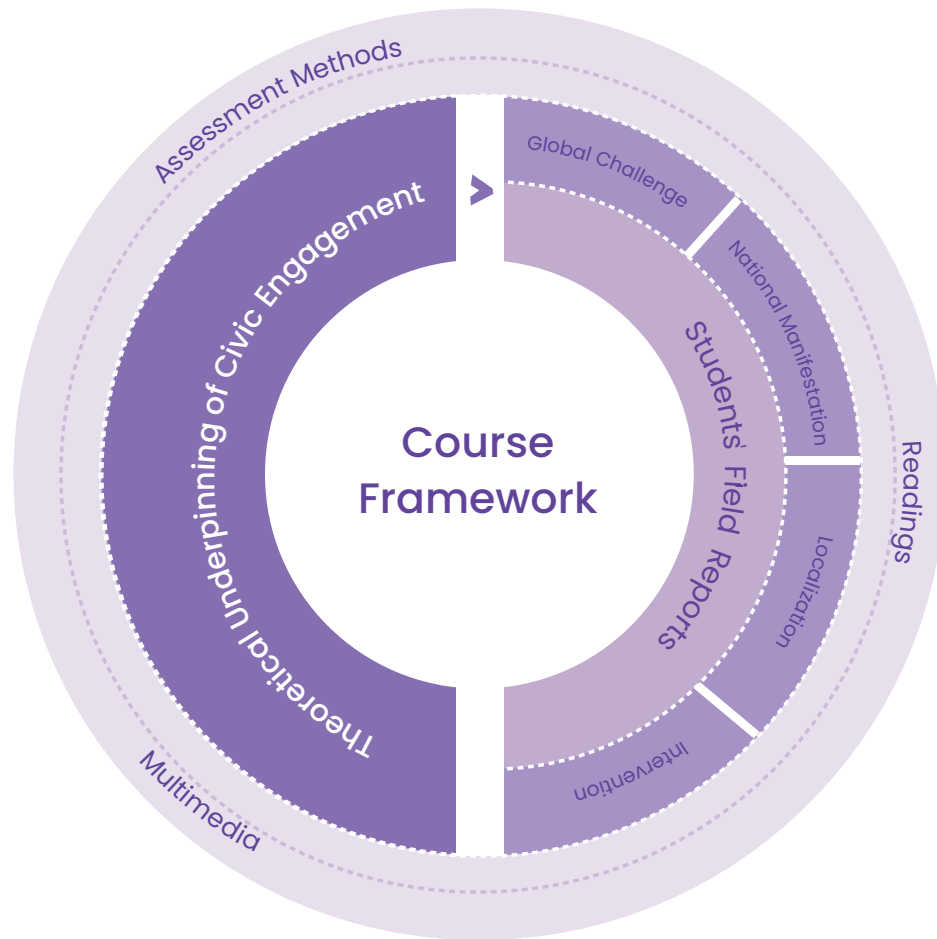 Assessment Methods
Global Challenge
Theoretical Underpinning of Civic Engagement
National Manifestation
Students' Field Reports
Course
Framework
Readings
Localization
Intervention
Multimedia